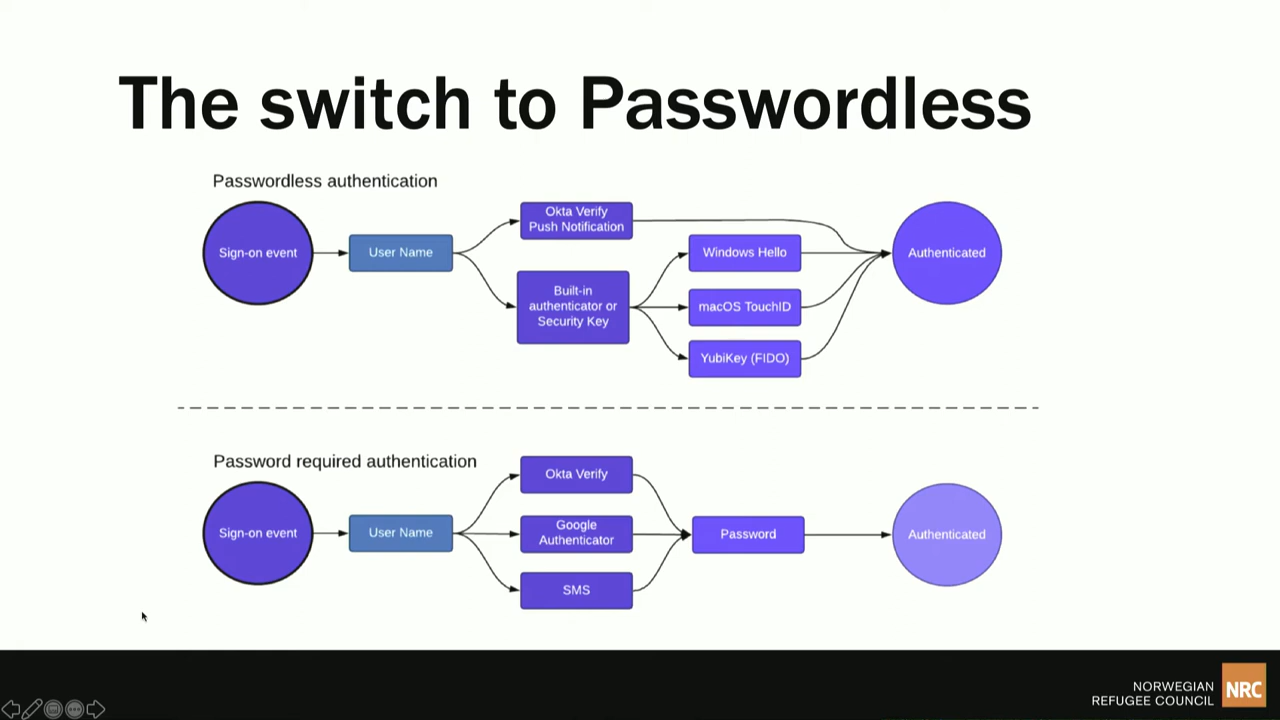 The switch to Passwordless
Passwordless authentication
Sign-on event
User Name
Okta Verify
Push Notification
Built-in
authenticator or
Security Key
Windows Hello
macOS TouchID
YubiKey (FIDO)
Authenticated
Password required authentication
Sign-on event
User Name
Okta Verify
Google
Authenticator
SMS
Password
Authenticated
NORWEGIAN
REFUGEE COUNCIL
NRC